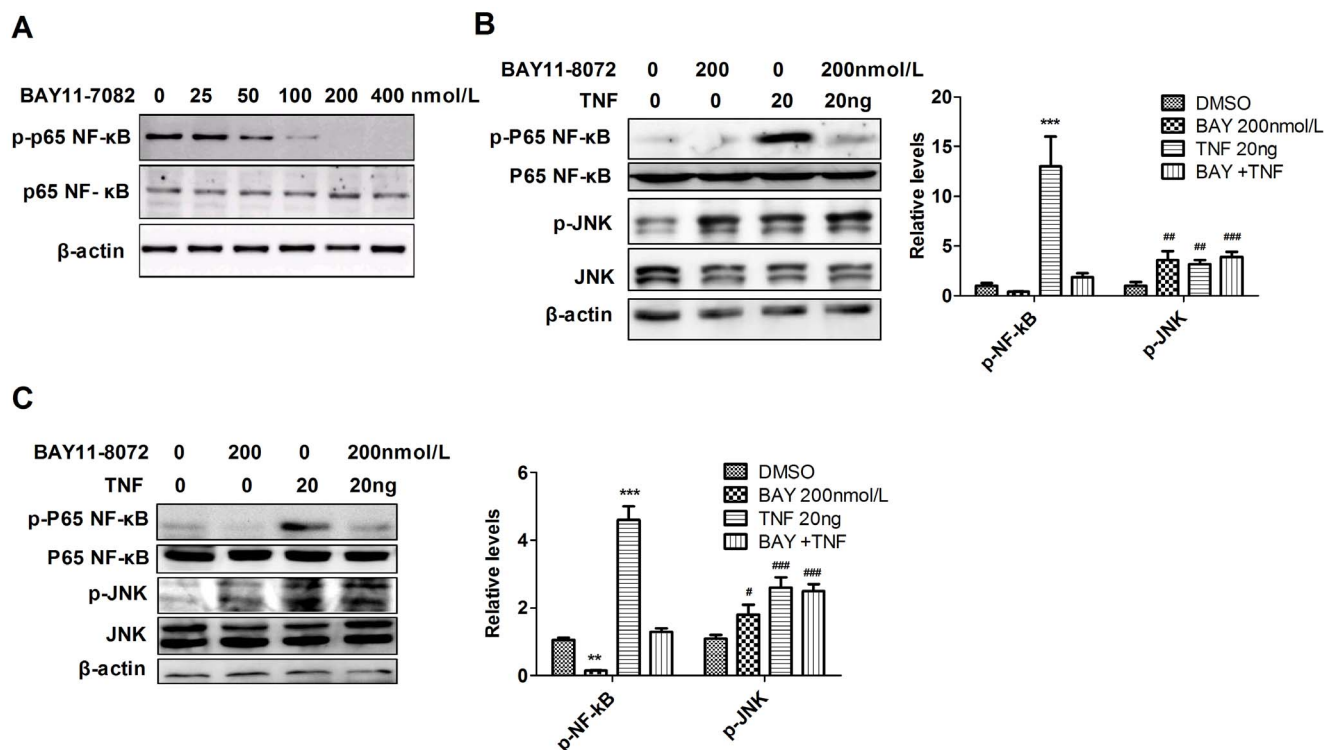 A
BAY11-7082 0 25 50 100 200 400 nmol/L
p-p65 NF-κB
p65 NF- κB
β-actin
B
BAY11-8072 0 200 0 200nmol/L
TNF 0 0 20 20ng
p-P65 NF-κB
P65 NF-κB
p-JNK
JNK
β-actin
Relative levels
20
15
10
5
0
***
##
##
###
DMSO
BAY 200nmol/L
TNF 20ng
BAY +TNF
p-NF-kB
p-JNK
C
BAY11-8072 0 200 0 200nmol/L
TNF 0 0 20 20ng
p-P65 NF-κB
P65 NF-κB
p-JNK
JNK
β-actin
Relative levels
6
4
2
0
**
***
#
###
###
DMSO
BAY 200nmol/L
TNF 20ng
BAY +TNF
p-NF-kB
p-JNK